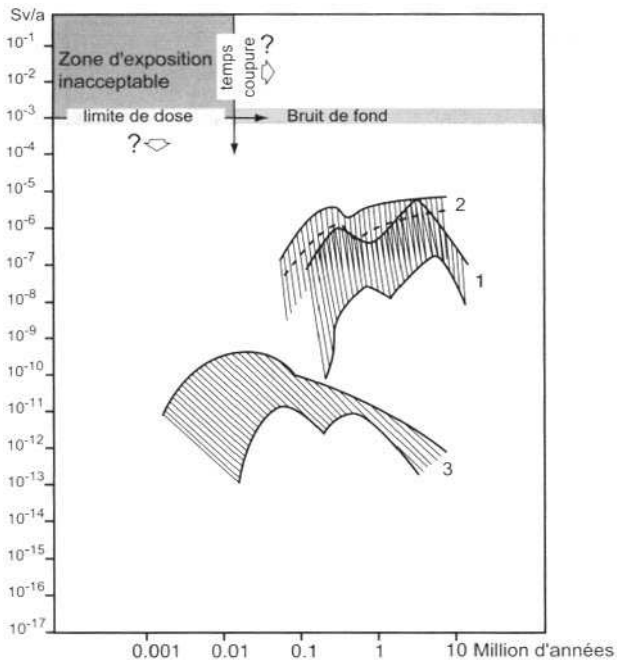 Sv/a
10-1
10-2
10-3
10-4
10-5
10-6
10-7
10-8
10-9
10-10
10-11
10-12
10-13
10-14
10-15
10-16
10-17
Zone d'exposition
inacceptable
temps
coupure
?
limite de dose
Bruit de fond
?
2
1
3
0.001 0.01 0.1 1 10 Million d'années